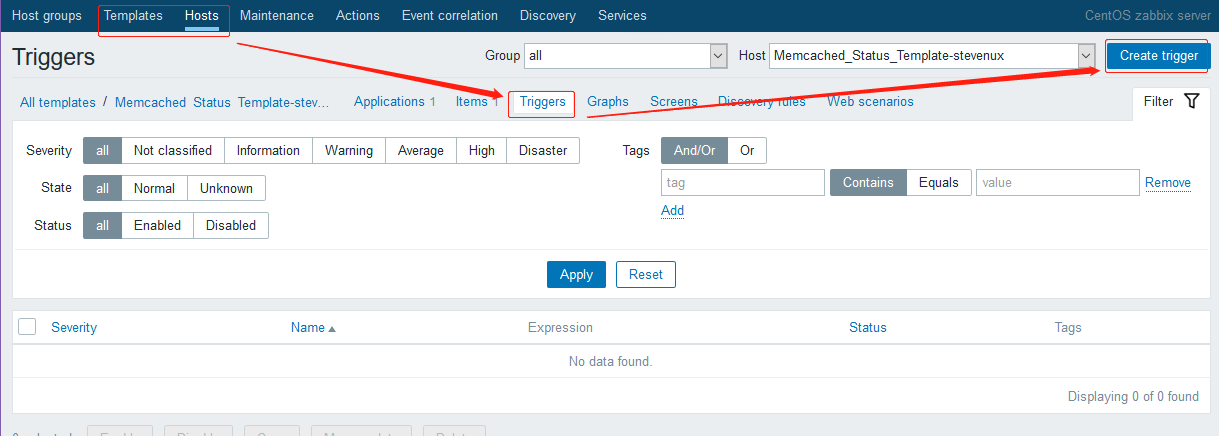 Host groups Templates Hosts Maintenance Actions Event correlation Discovery Services CentOS zabbix server
Triggers Group all Host Memcached_Status_Template-stevenux Create trigger
All templates / Memcached Status Template-stev... Applications 1 Items 1 Triggers Graphs Screens Discovery rules Web scenarios Filter
Severity all Not classified Information Warning Average High Disaster Tags And/Or Or
State all Normal Unknown tag Contains Equals value Remove
Add
Status all Enabled Disabled
Apply Reset
Severity Name Expression Status Tags
No data found.
Displaying 0 of 0 found